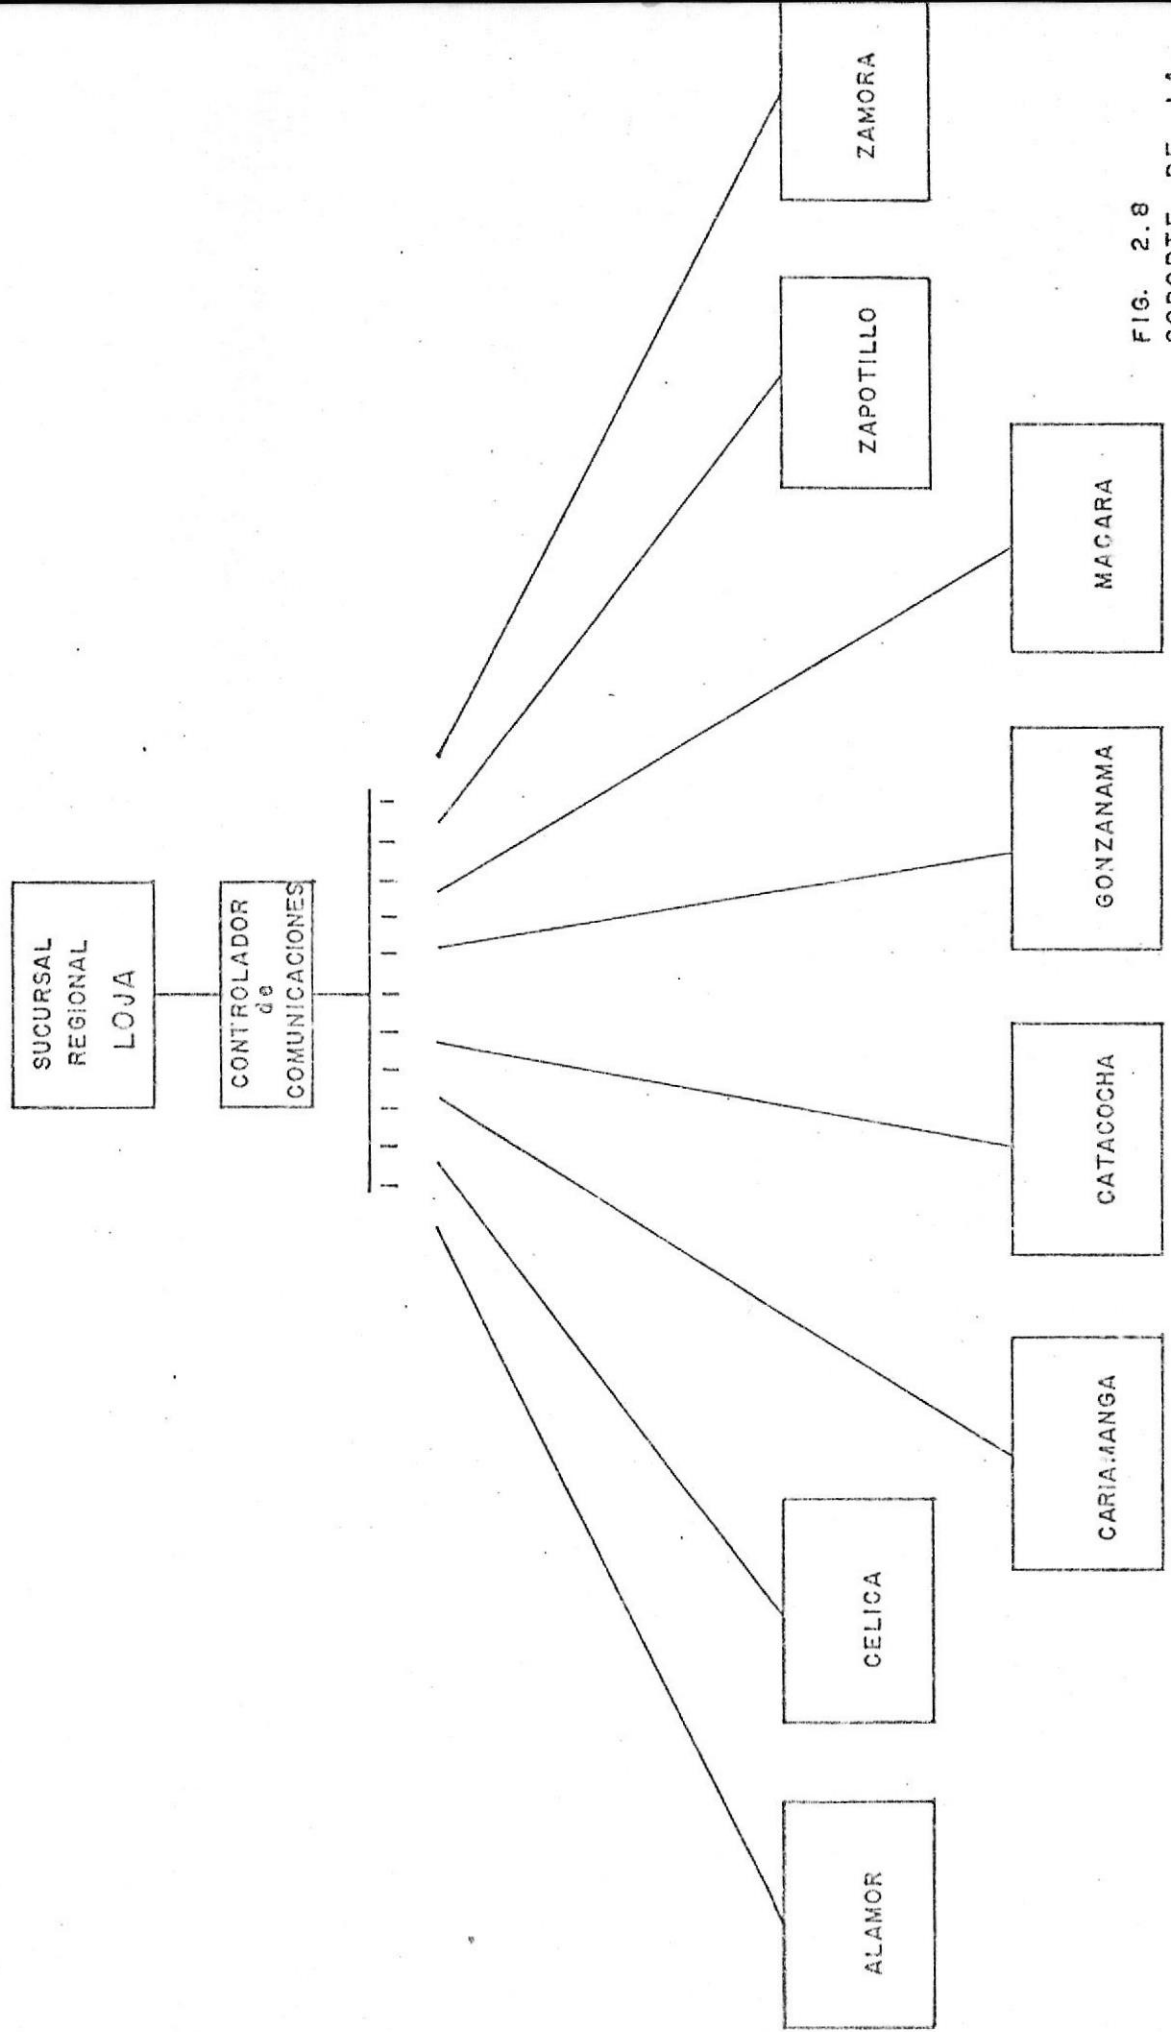 SUCURSAL
REGIONAL
LOJA
CONTROLADOR
de
COMUNICACIONES
ALAMOR
CELICA
CARIAMANGA
CATACOCHA
GONZANAMA
MACARA
ZAPOTILLO
ZAMORA
FIG. 2.8